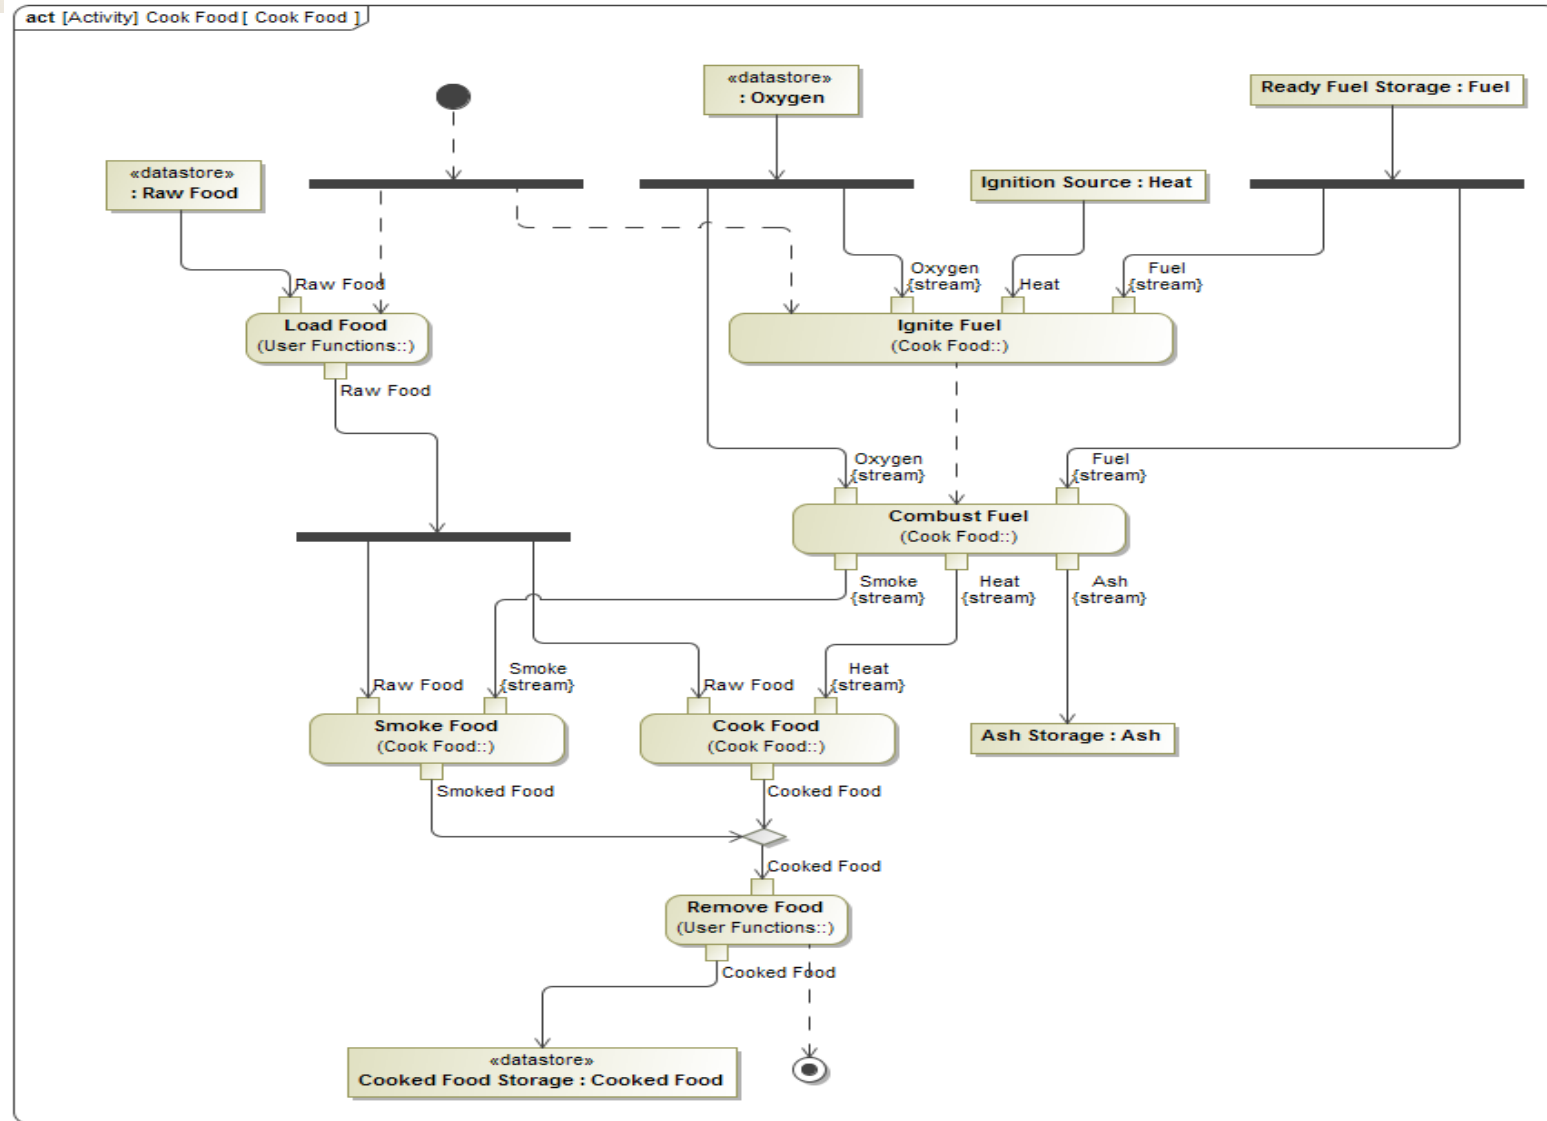 act [Activity] Cook Food [ Cook Food ]
«datastore»
: Oxygen
Ready Fuel Storage : Fuel
«datastore»
: Raw Food
Ignition Source : Heat
Raw Food
Oxygen
{stream}
Heat
Fuel
{stream}
Load Food
(User Functions::)
Ignite Fuel
(Cook Food::)
Raw Food
Oxygen
{stream}
Fuel
{stream}
Combust Fuel
(Cook Food::)
Smoke
{stream}
Heat
{stream}
Ash
{stream}
Raw Food
Smoke
{stream}
Raw Food
Heat
{stream}
Smoke Food
(Cook Food::)
Cook Food
(Cook Food::)
Ash Storage : Ash
Smoked Food
Cooked Food
Cooked Food
Remove Food
(User Functions::)
Cooked Food
«datastore»
Cooked Food Storage : Cooked Food